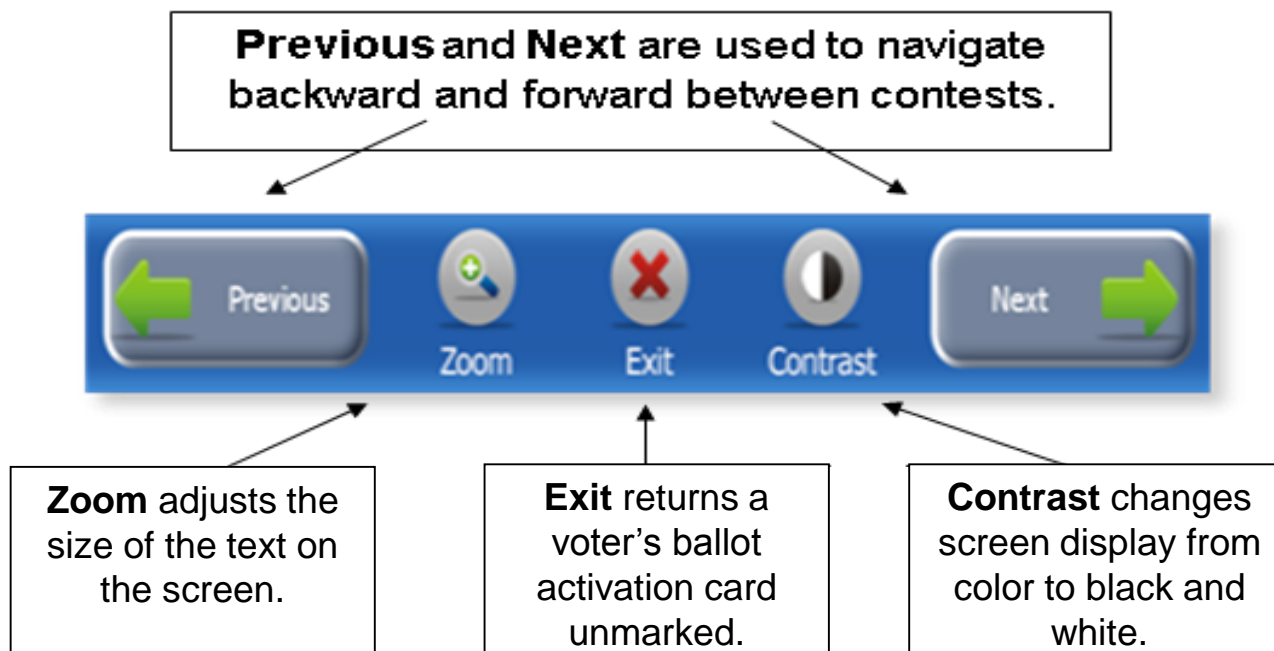 Previous and Next are used to navigate
backward and forward between contests.
Previous
Zoom
Exit
Contrast
Next
Zoom adjusts the
size of the text on
the screen.
Exit returns a
voter’s ballot
activation card
unmarked.
Contrast changes
screen display from
color to black and
white.